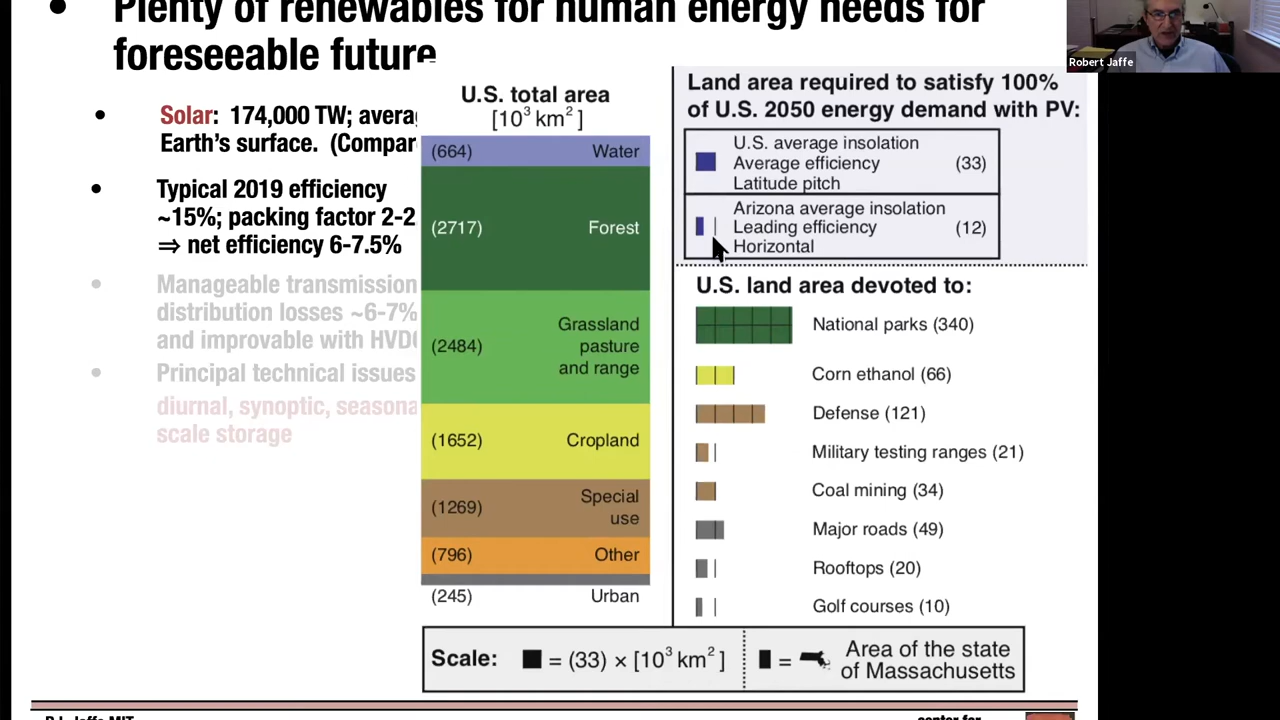 • Plenty of renewables for human energy needs for
foreseeable future
• Solar: 174,000 TW; avera
Earth's surface. (Compar
• Typical 2019 efficiency
~15%; packing factor 2-2
⇒ net efficiency 6-7.5%
• Manageable transmission
distribution losses ~6-7%
and improvable with HVD
• Principal technical issues
diurnal, synoptic, seasona
scale storage
U.S. total area
[10³ km²]
(664) Water
(2717) Forest
(2484) Grassland
pasture
and range
(1652) Cropland
(1269) Special
use
(796) Other
(245) Urban
Land area required to satisfy 100%
of U.S. 2050 energy demand with PV:
U.S. average insolation
Average efficiency (33)
Latitude pitch
Arizona average insolation
Leading efficiency (12)
Horizontal
U.S. land area devoted to:
National parks (340)
Corn ethanol (66)
Defense (121)
Military testing ranges (21)
Coal mining (34)
Major roads (49)
Rooftops (20)
Golf courses (10)
Scale: = (33) × [10³ km²] = Area of the state
of Massachusetts
Robert Jaffe
R.L. Jaffe MIT
center for